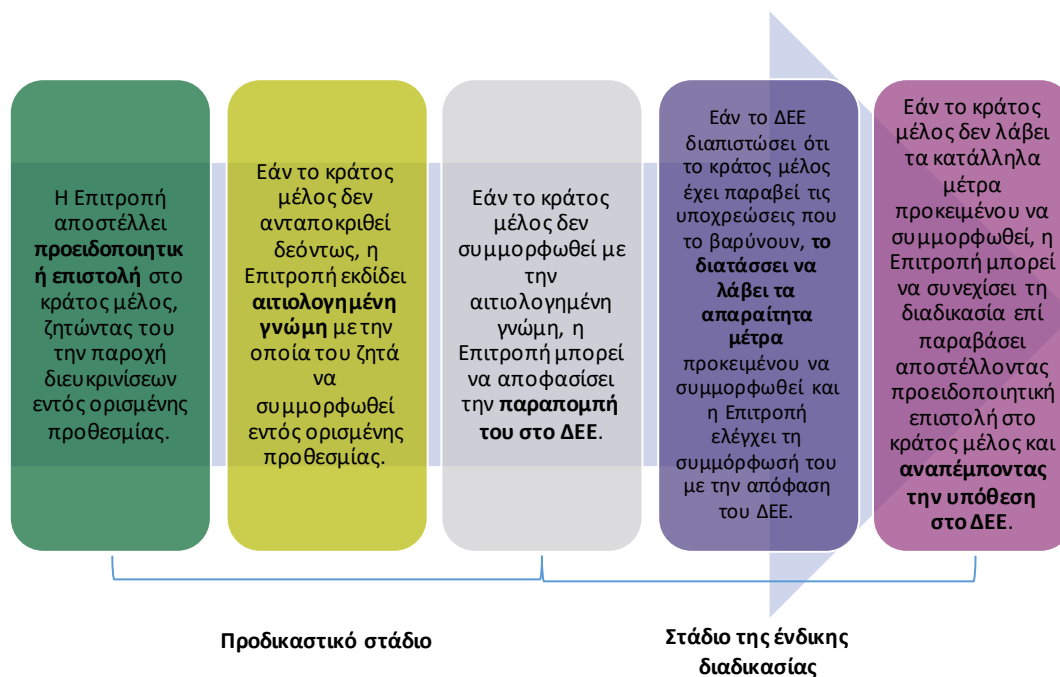 Η Επιτροπή
αποστέλλει
προειδοποιητικ
ή επιστολή στο
κράτος μέλος,
ζητώντας του
την παροχή
διευκρινίσεων
εντός ορισμένης
προθεσμίας.
Εάν το κράτος
μέλος δεν
ανταποκριθεί
δεόντως, η
Επιτροπή εκδίδει
αιτιολογημένη
γνώμη με την
οποία του ζητά
να
συμμορφωθεί
εντός ορισμένης
προθεσμίας.
Εάν το κράτος
μέλος δεν
συμμορφωθεί με
την
αιτιολογημένη
γνώμη, η
Επιτροπή μπορεί
να αποφασίσει
την παραπομπή
του στο ΔΕΕ.
Εάν το ΔΕΕ
διαπιστώσει ότι
το κράτος μέλος
έχει παραβεί τις
υποχρεώσεις που
το βαρύνουν, το
διατάσσει να
λάβει τα
απαραίτητα
μέτρα
προκειμένου να
συμμορφωθεί και
η Επιτροπή
ελέγχει τη
συμμόρφωσή του
με την απόφαση
του ΔΕΕ.
Εάν το κράτος
μέλος δεν λάβει
τα κατάλληλα
μέτρα
προκειμένου να
συμμορφωθεί, η
Επιτροπή μπορεί
να συνεχίσει τη
διαδικασία επί
παραβάσει
αποστέλλοντας
προειδοποιητική
επιστολή στο
κράτος μέλος και
αναπέμποντας
την υπόθεση
στο ΔΕΕ.
Προδικαστικό στάδιο
Στάδιο της ένδικης
διαδικασίας